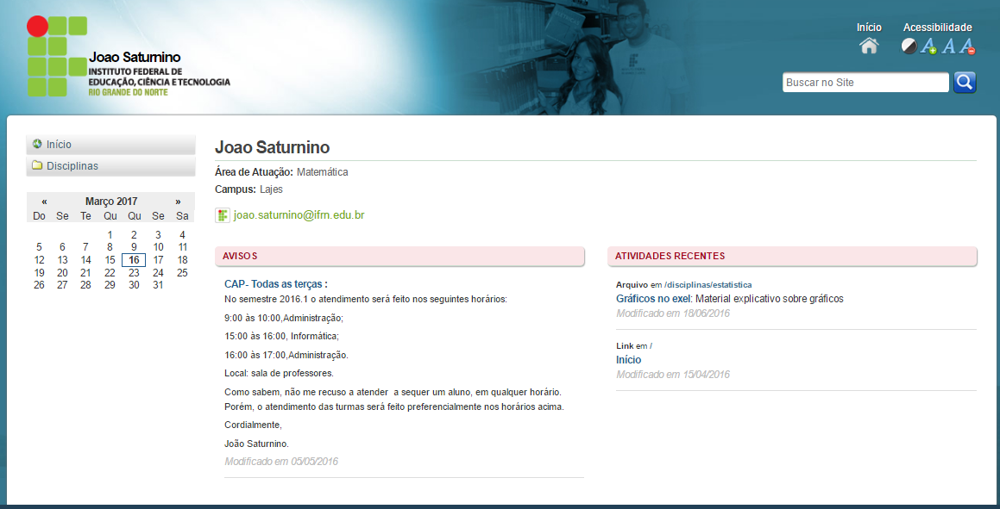 Joao Saturnino
INSTITUTO FEDERAL DE
EDUCAÇÃO, CIÊNCIA E TECNOLOGIA
RIO GRANDE DO NORTE
Início
Acessibilidade
A A A
Buscar no Site
Início
Disciplinas
« Março 2017 »
Do Se Te Qu Qu Se Sa
1 2 3 4
5 6 7 8 9 10 11
12 13 14 15 16 17 18
19 20 21 22 23 24 25
26 27 28 29 30 31
Joao Saturnino
Área de Atuação: Matemática
Campus: Lajes
joao.saturnino@ifrn.edu.br
AVISOS
CAP- Todas as terças :
No semestre 2016.1 o atendimento será feito nos seguintes horários:
9:00 às 10:00,Administração;
15:00 às 16:00, Informática;
16:00 às 17:00,Administração.
Local: sala de professores.
Como sabem, não me recuso a atender a sequer um aluno, em qualquer horário.
Porém, o atendimento das turmas será feito preferencialmente nos horários acima.
Cordialmente,
João Saturnino.
Modificado em 05/05/2016
ATIVIDADES RECENTES
Arquivo em /disciplinas/estatistica
Gráficos no exel: Material explicativo sobre gráficos
Modificado em 18/06/2016
Link em /
Início
Modificado em 15/04/2016